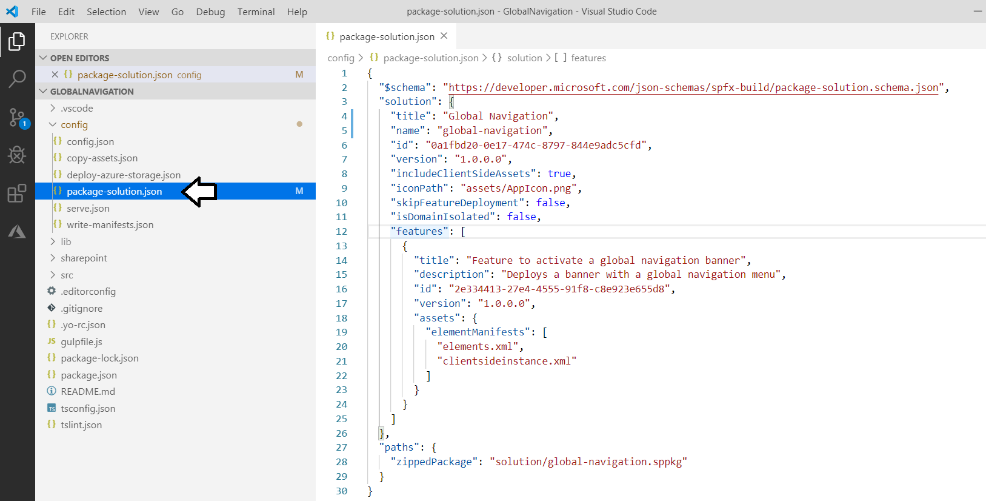 File Edit Selection View Go Debug Terminal Help package-solution.json - GlobalNavigation - Visual Studio Code
EXPLORER
OPEN EDITORS
package-solution.json config M
GLOBALNAVIGATION
.vscode
config
config.json
copy-assets.json
deploy-azure-storage.json
package-solution.json M
serve.json
write-manifests.json
lib
sharepoint
src
.editorconfig
.gitignore
.yo-rc.json
JS gulpfile.js
package-lock.json
package.json
README.md
TS tsconfig.json
tslint.json
1
package-solution.json
config > package-solution.json > {} solution > [ ] features
1 {
2 "$schema": "https://developer.microsoft.com/json-schemas/spfx-build/package-solution.schema.json",
3 "solution": {
4 "title": "Global Navigation",
5 "name": "global-navigation",
6 "id": "0a1fbd20-0e17-474c-8797-844e9adc5cfd",
7 "version": "1.0.0.0",
8 "includeClientSideAssets": true,
9 "iconPath": "assets/AppIcon.png",
10 "skipFeatureDeployment": false,
11 "isDomainIsolated": false,
12 "features": [
13 {
14 "title": "Feature to activate a global navigation banner",
15 "description": "Deploys a banner with a global navigation menu",
16 "id": "2e334413-27e4-4555-91f8-c8e923e655d8",
17 "version": "1.0.0.0",
18 "assets": {
19 "elementManifests": [
20 "elements.xml",
21 "clientsideinstance.xml"
22 ]
23 }
24 }
25 ]
26 },
27 "paths": {
28 "zippedPackage": "solution/global-navigation.sppkg"
29 }
30 }